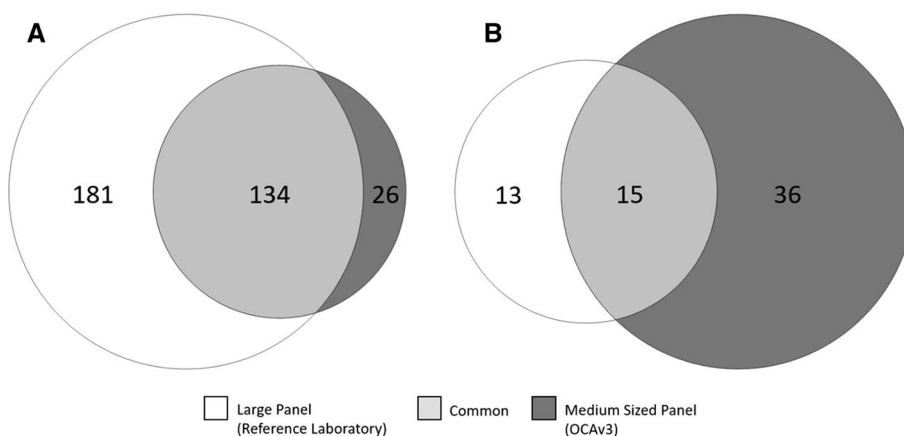 A
B
181
134
26
13
15
36
Large Panel
(Reference Laboratory)
Common
Medium Sized Panel
(OCAv3)